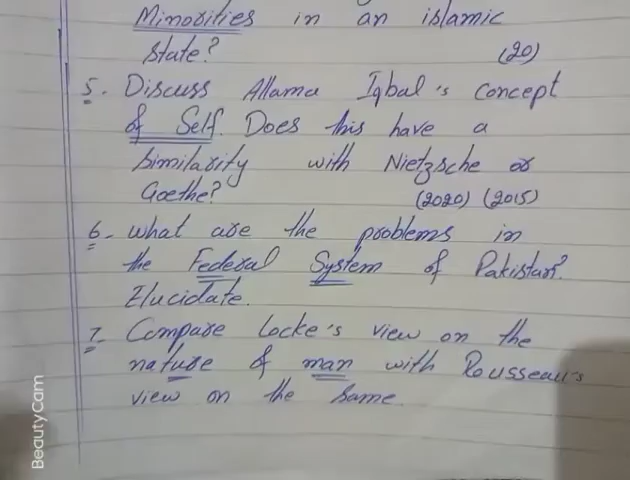 Minorities in an islamic
state? (20)
5. Discuss Allama Iqbal's concept
of Self. Does this have a
similarity with Nietzsche or
Goethe? (2020) (2015)
6- what are the problems in
the Federal System of Pakistan?
Elucidate.
7- Compare Locke's view on the
nature of man with Rousseau's
view on the same.
BeautyCam